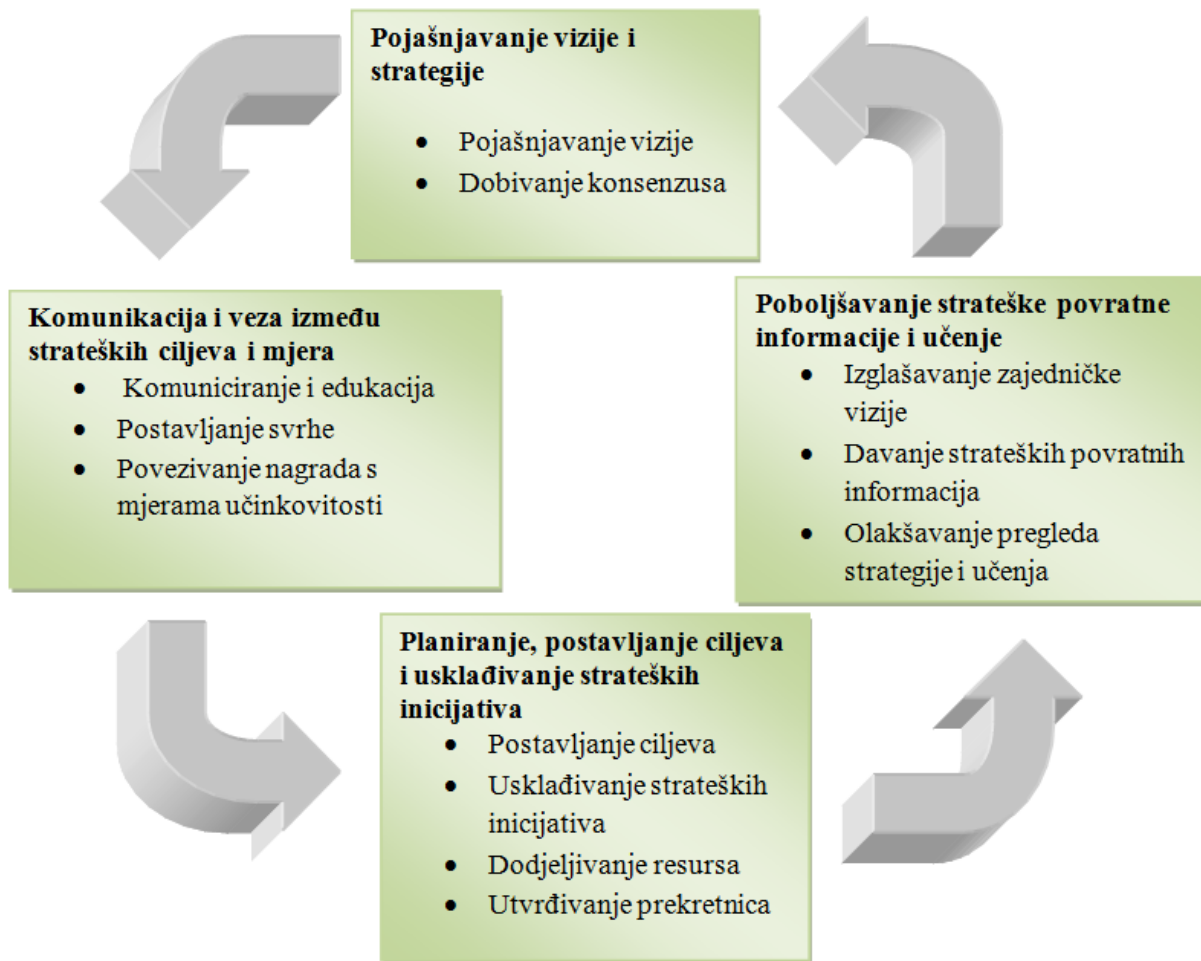 Pojašnjavanje vizije i
strategije
• Pojašnjavanje vizije
• Dobivanje konsenzusa
Komunikacija i veza između
strateških ciljeva i mjera
• Komuniciranje i edukacija
• Postavljanje svrhe
• Povezivanje nagrada s
mjerama učinkovitosti
Poboljšavanje strateške povratne
informacije i učenje
• Izglašavanje zajedničke
vizije
• Davanje strateških povratnih
informacija
• Olakšavanje pregleda
strategije i učenja
Planiranje, postavljanje ciljeva
i usklađivanje strateških
inicijativa
• Postavljanje ciljeva
• Usklađivanje strateških
inicijativa
• Dodjeljivanje resursa
• Utvrđivanje prekretnica